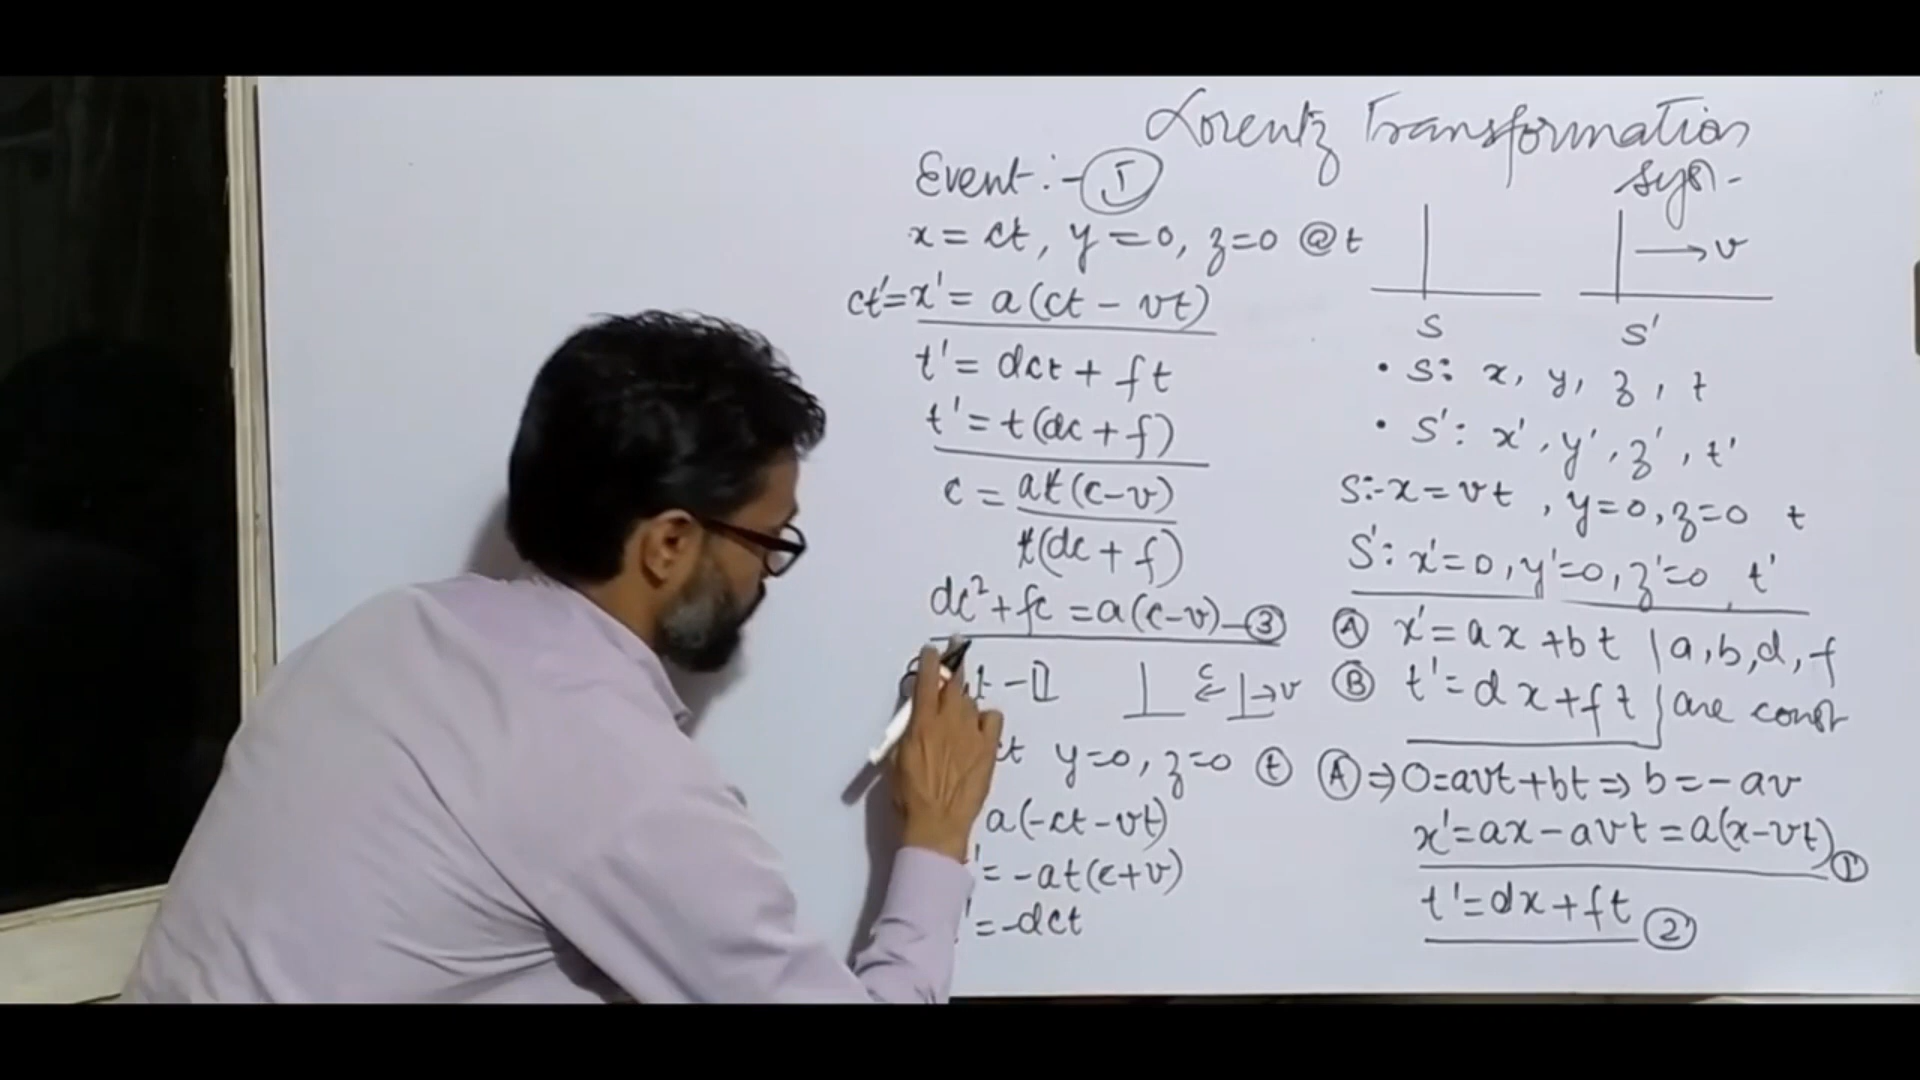 Lorentz Transformation
Event :- I
x = ct, y = 0, z = 0 @ t
ct' = x' = a(ct - vt)
t' = dct + ft
t' = t(dc + f)
c = at(c-v)
t(dc + f)
dc² + fc = a(c-v) — 3
t - II
c
v
ct y=0, z=0 t
a(-ct - vt)
' = -at(c+v)
' = -dct
v
S
S'
• S: x, y, z, t
• S': x', y', z', t'
S:- x = vt, y=0, z=0 t
S': x'=0, y'=0, z'=0, t'
A x' = ax + bt | a, b, d, f
B t' = dx + ft | are const
A ⇒ 0 = avt + bt ⇒ b = -av
x' = ax - avt = a(x-vt) 1
t' = dx + ft 2